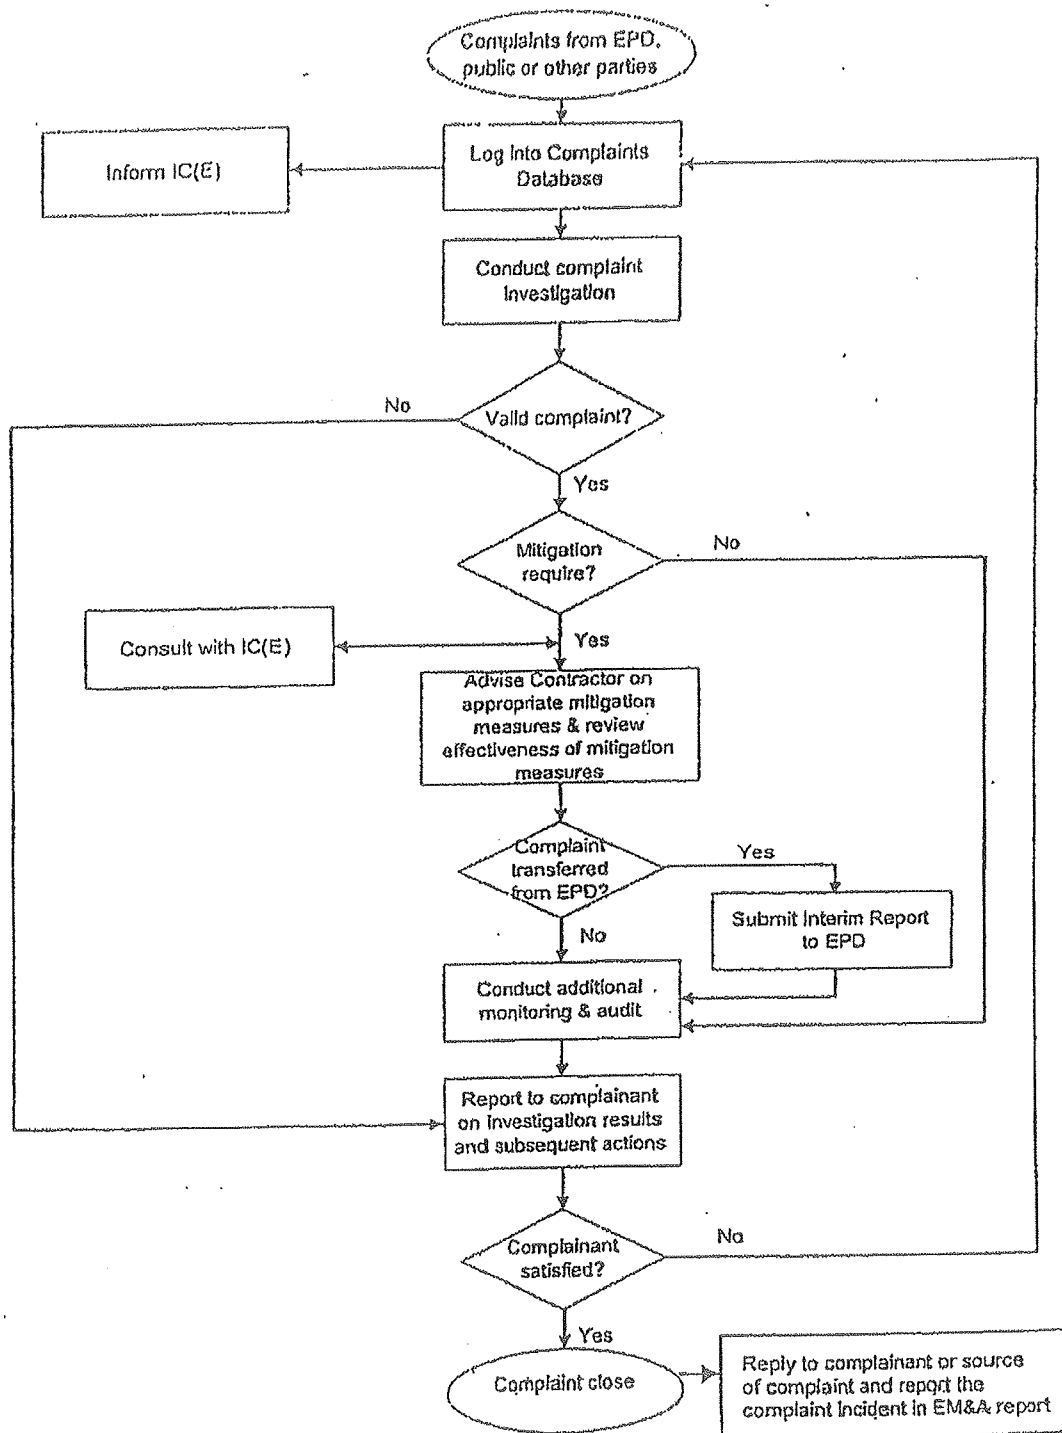 Complaints from EPD,
public or other parties
Inform IC(E)
Log Into Complaints
Database
Conduct complaint
Investigation
No
Valid complaint?
Yes
Mitigation
require?
No
Consult with IC(E)
Yes
Advise Contractor on
appropriate mitigation
measures & review
effectiveness of mitigation
measures
Complaint
transferred
from EPD?
Yes
Submit Interim Report
to EPD
No
Conduct additional
monitoring & audit
Report to complainant
on Investigation results
and subsequent actions
Complainant
satisfied?
No
Yes
Complaint close
Reply to complainant or source
of complaint and report the
complaint Incident in EM&A report